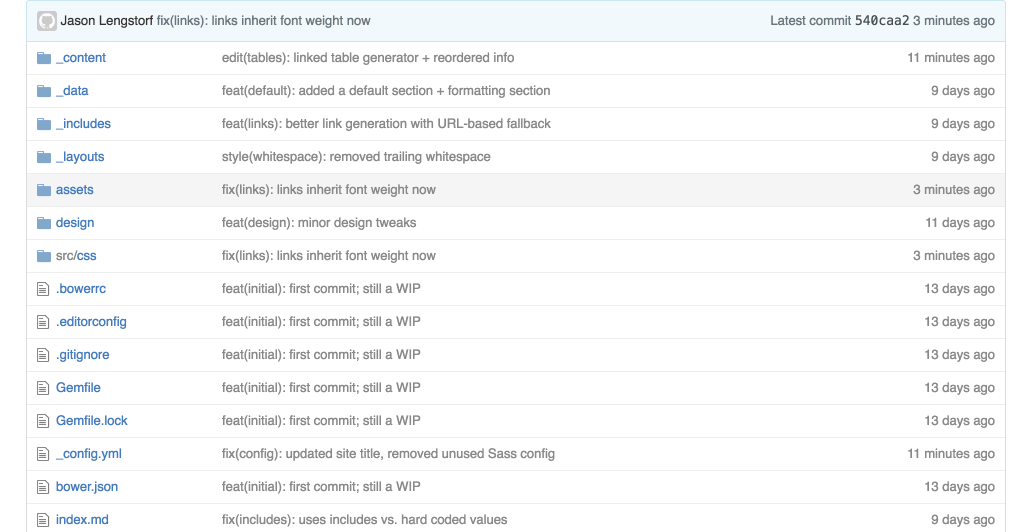 Jason Lengstorf fix(links): links inherit font weight now Latest commit 540caa2 3 minutes ago
_content edit(tables): linked table generator + reordered info 11 minutes ago
_data feat(default): added a default section + formatting section 9 days ago
_includes feat(links): better link generation with URL-based fallback 9 days ago
_layouts style(whitespace): removed trailing whitespace 9 days ago
assets fix(links): links inherit font weight now 3 minutes ago
design feat(design): minor design tweaks 11 days ago
src/css fix(links): links inherit font weight now 3 minutes ago
.bowerrc feat(initial): first commit; still a WIP 13 days ago
.editorconfig feat(initial): first commit; still a WIP 13 days ago
.gitignore feat(initial): first commit; still a WIP 13 days ago
Gemfile feat(initial): first commit; still a WIP 13 days ago
Gemfile.lock feat(initial): first commit; still a WIP 13 days ago
_config.yml fix(config): updated site title, removed unused Sass config 11 minutes ago
bower.json feat(initial): first commit; still a WIP 13 days ago
index.md fix(includes): uses includes vs. hard coded values 9 days ago